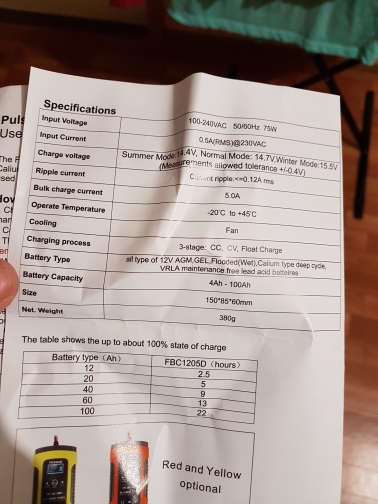 Puls
Use
Specifications
Input Voltage 100-240VAC 50/60Hz 75W
Input Current 0.5A(RMS)@230VAC
Charge voltage Summer Mode:14.4V, Normal Mode: 14.7V,Winter Mode:15.5V
(Measurements allowed tolerance +/-0.4V)
Ripple current Current ripple:<=0.12A rms
Bulk charge current 5.0A
Operate Temperature -20°C to +45°C
Cooling Fan
Charging process 3-stage: CC, CV, Float Charge
Battery Type all type of 12V AGM,GEL,Flooded(Wet),Calium type deep cycle,
VRLA maintenance free lead acid battoires
Battery Capacity 4Ah - 100Ah
Size 150*85*60mm
Net. Weight 380g
The table shows the up to about 100% state of charge
Battery type (Ah) FBC1205D (hours)
12 2.5
20 5
40 9
60 13
100 22
Red and Yellow
optional